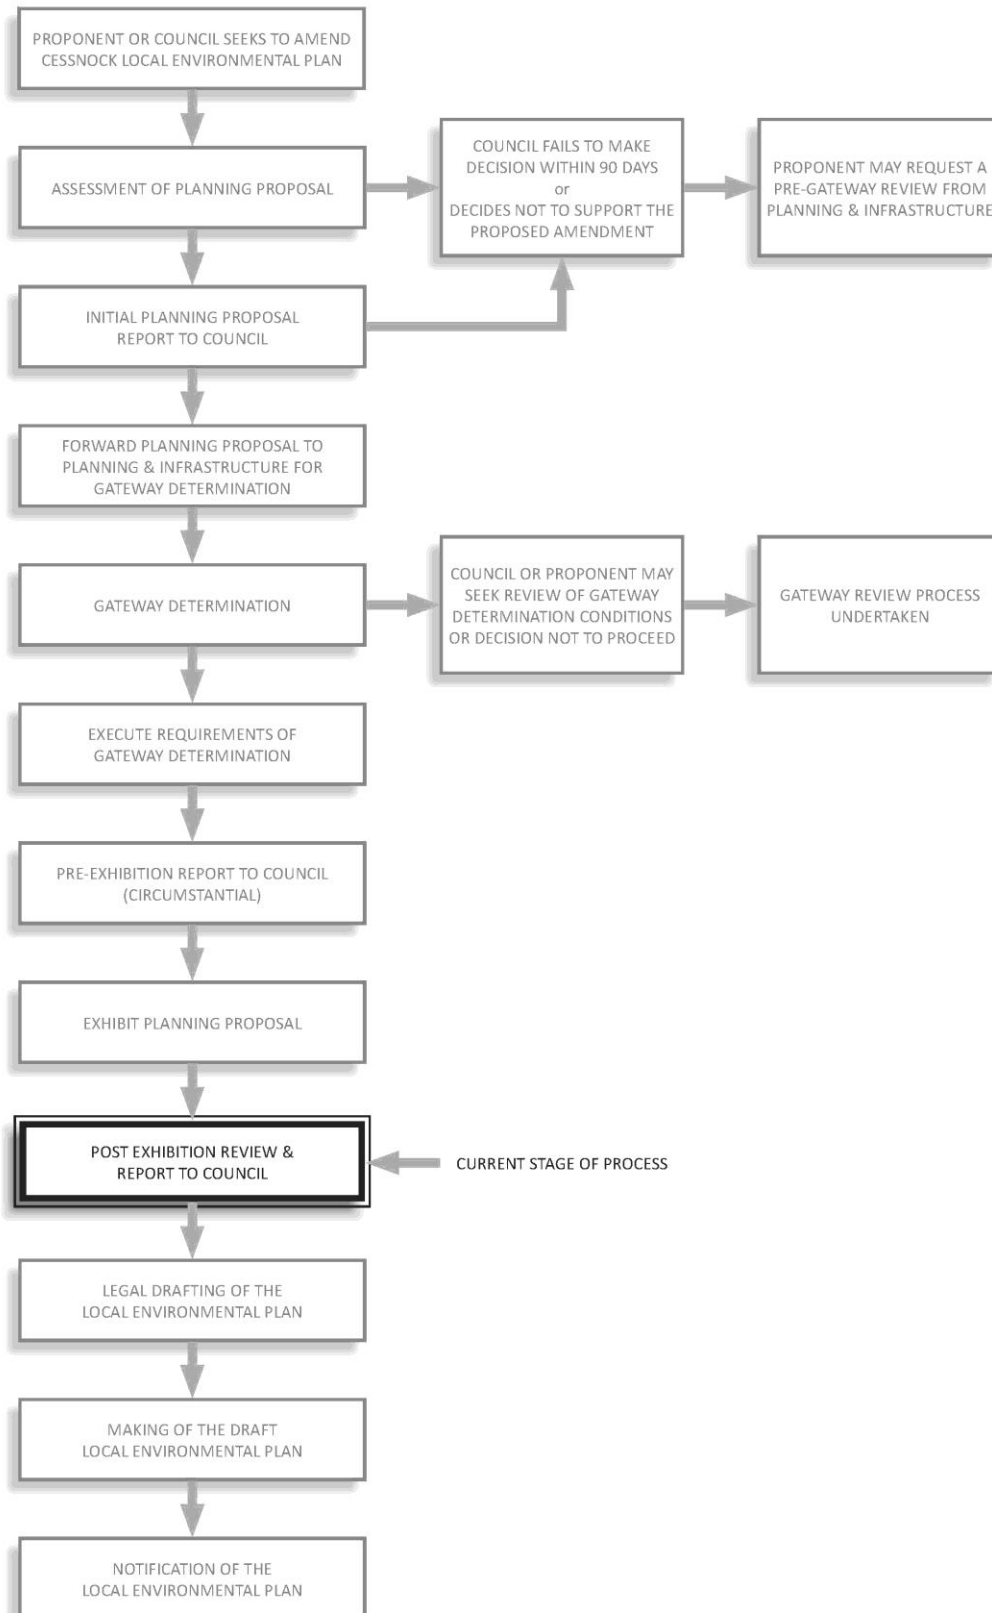 PROPONENT OR COUNCIL SEEKS TO AMEND
CESSNOCK LOCAL ENVIRONMENTAL PLAN
ASSESSMENT OF PLANNING PROPOSAL
COUNCIL FAILS TO MAKE
DECISION WITHIN 90 DAYS
or
DECIDES NOT TO SUPPORT THE
PROPOSED AMENDMENT
PROPONENT MAY REQUEST A
PRE-GATEWAY REVIEW FROM
PLANNING & INFRASTRUCTURE
INITIAL PLANNING PROPOSAL
REPORT TO COUNCIL
FORWARD PLANNING PROPOSAL TO
PLANNING & INFRASTRUCTURE FOR
GATEWAY DETERMINATION
GATEWAY DETERMINATION
COUNCIL OR PROPONENT MAY
SEEK REVIEW OF GATEWAY
DETERMINATION CONDITIONS
OR DECISION NOT TO PROCEED
GATEWAY REVIEW PROCESS
UNDERTAKEN
EXECUTE REQUIREMENTS OF
GATEWAY DETERMINATION
PRE-EXHIBITION REPORT TO COUNCIL
(CIRCUMSTANTIAL)
EXHIBIT PLANNING PROPOSAL
POST EXHIBITION REVIEW &
REPORT TO COUNCIL
CURRENT STAGE OF PROCESS
LEGAL DRAFTING OF THE
LOCAL ENVIRONMENTAL PLAN
MAKING OF THE DRAFT
LOCAL ENVIRONMENTAL PLAN
NOTIFICATION OF THE
LOCAL ENVIRONMENTAL PLAN